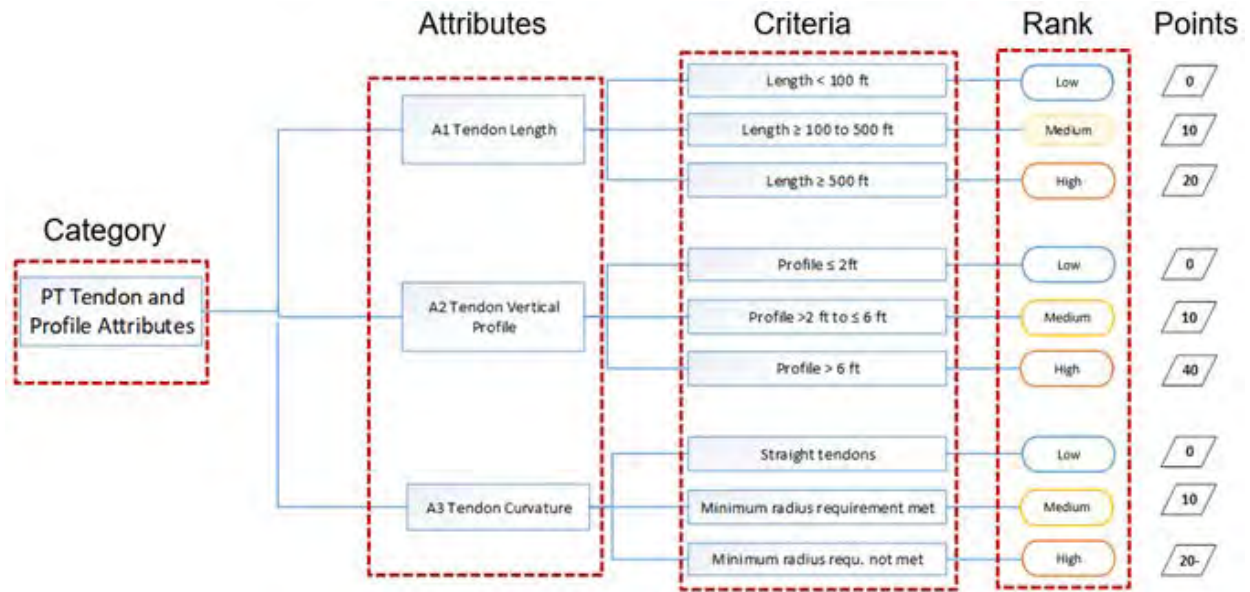 Attributes
Criteria
Rank
Points
Category
PT Tendon and
Profile Attributes
A1 Tendon Length
Length < 100 ft
Low
0
Length ≥ 100 to 500 ft
Medium
10
Length ≥ 500 ft
High
20
A2 Tendon Vertical
Profile
Profile ≤ 2ft
Low
0
Profile >2 ft to ≤ 6 ft
Medium
10
Profile > 6 ft
High
40
A3 Tendon Curvature
Straight tendons
Low
0
Minimum radius requirement met
Medium
10
Minimum radius requ. not met
High
20-